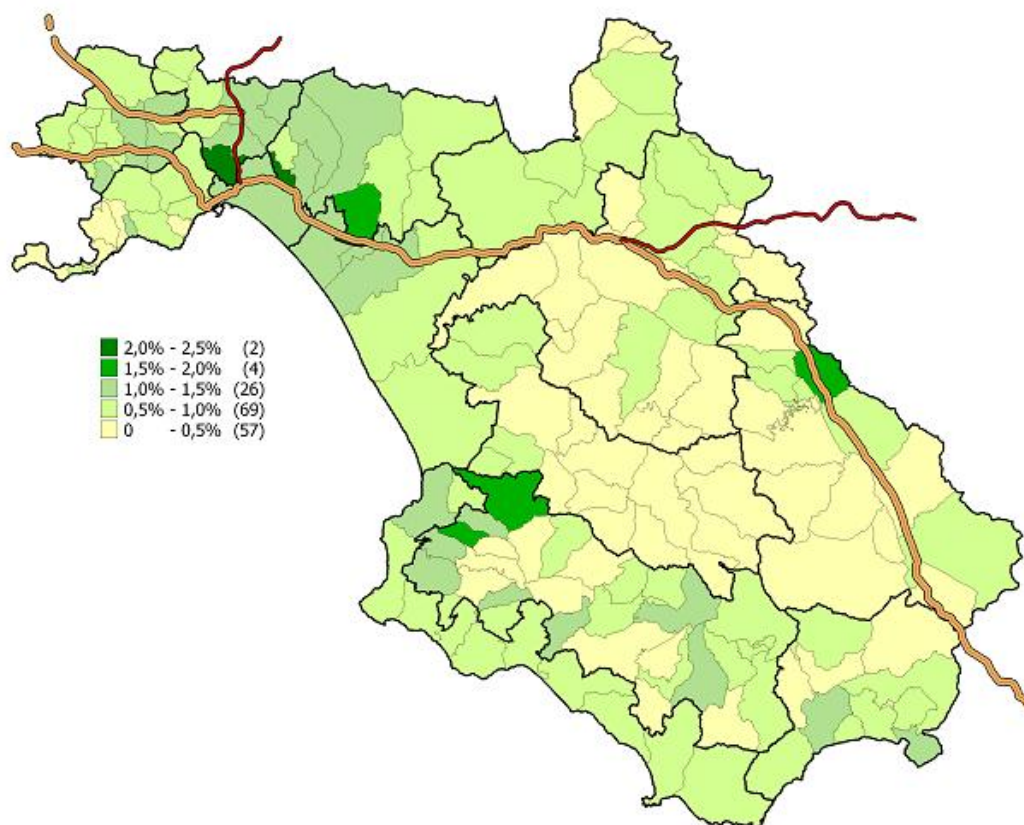 2,0% - 2,5% (2)
1,5% - 2,0% (4)
1,0% - 1,5% (26)
0,5% - 1,0% (69)
0 - 0,5% (57)